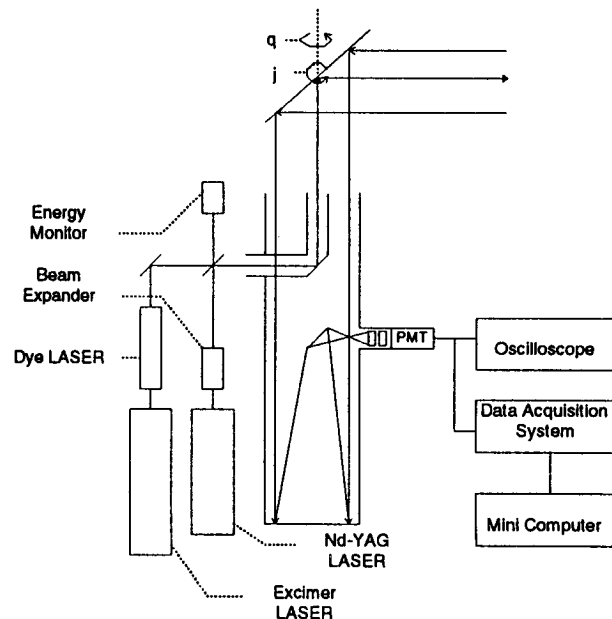 q
j
Energy
Monitor
Beam
Expander
Dye LASER
PMT
Oscilloscope
Data Acquisition
System
Mini Computer
Nd-YAG
LASER
Excimer
LASER